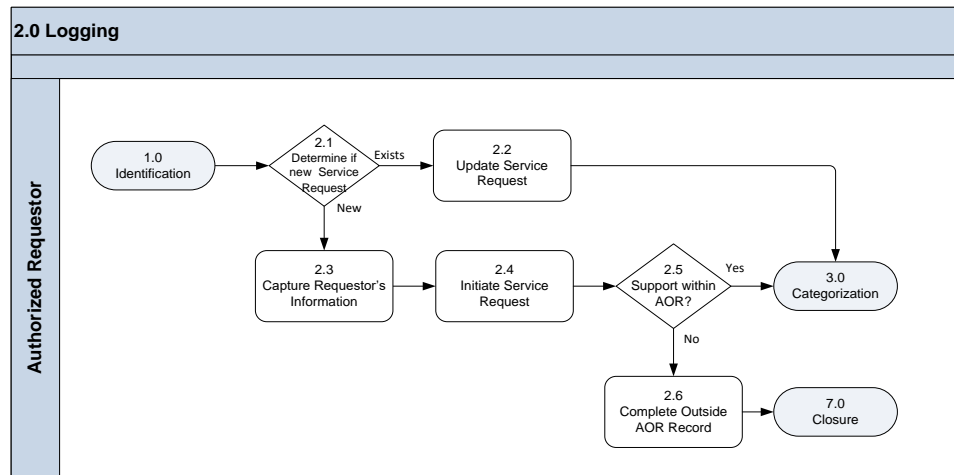 2.0 Logging
Authorized Requestor
1.0
Identification
2.1
Determine if
new Service
Request
Exists
New
2.2
Update Service
Request
2.3
Capture Requestor's
Information
2.4
Initiate Service
Request
2.5
Support within
AOR?
Yes
No
3.0
Categorization
2.6
Complete Outside
AOR Record
7.0
Closure